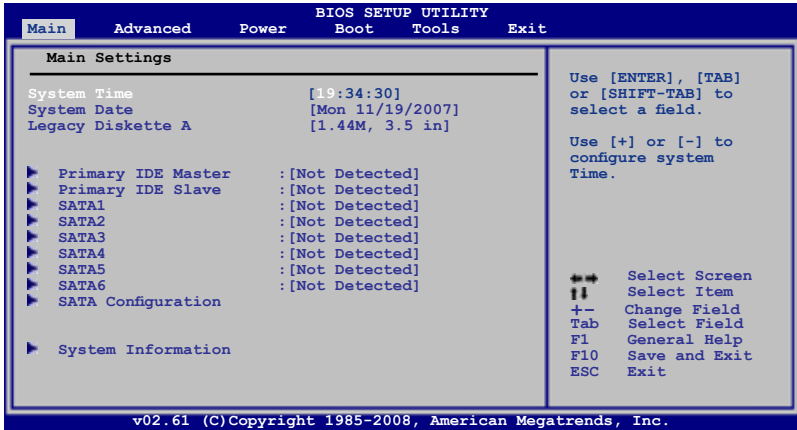 BIOS SETUP UTILITY
Main Advanced Power Boot Tools Exit
Main Settings
System Time [19:34:30]
System Date [Mon 11/19/2007]
Legacy Diskette A [1.44M, 3.5 in]
Primary IDE Master :[Not Detected]
Primary IDE Slave :[Not Detected]
SATA1 :[Not Detected]
SATA2 :[Not Detected]
SATA3 :[Not Detected]
SATA4 :[Not Detected]
SATA5 :[Not Detected]
SATA6 :[Not Detected]
SATA Configuration
System Information
Use [ENTER], [TAB]
or [SHIFT-TAB] to
select a field.
Use [+] or [-] to
configure system
Time.
Select Screen
Select Item
+- Change Field
Tab Select Field
F1 General Help
F10 Save and Exit
ESC Exit
v02.61 (C)Copyright 1985-2008, American Megatrends, Inc.